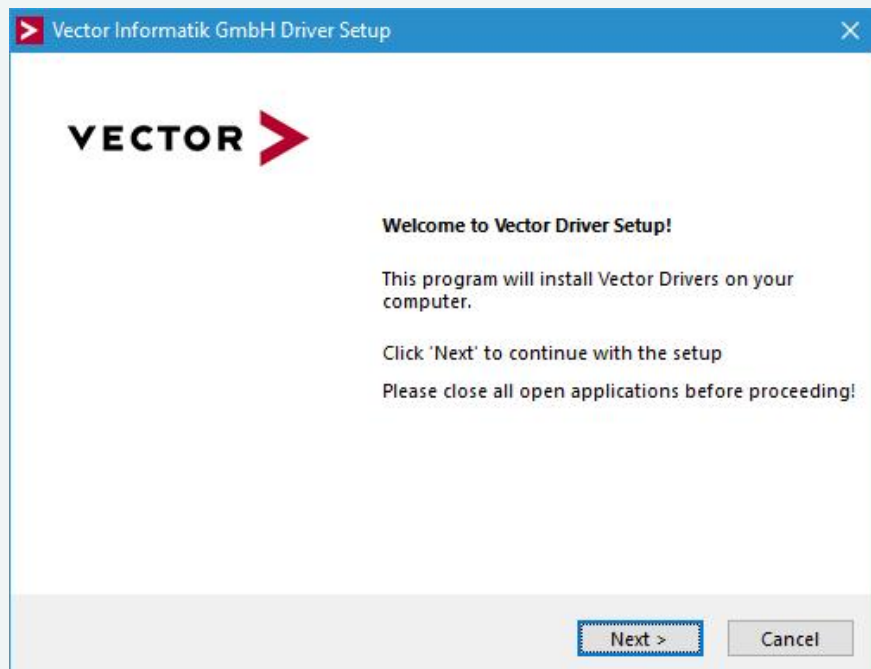 Vector Informatik GmbH Driver Setup
VECTOR
Welcome to Vector Driver Setup!
This program will install Vector Drivers on your
computer.
Click 'Next' to continue with the setup
Please close all open applications before proceeding!
Next >
Cancel